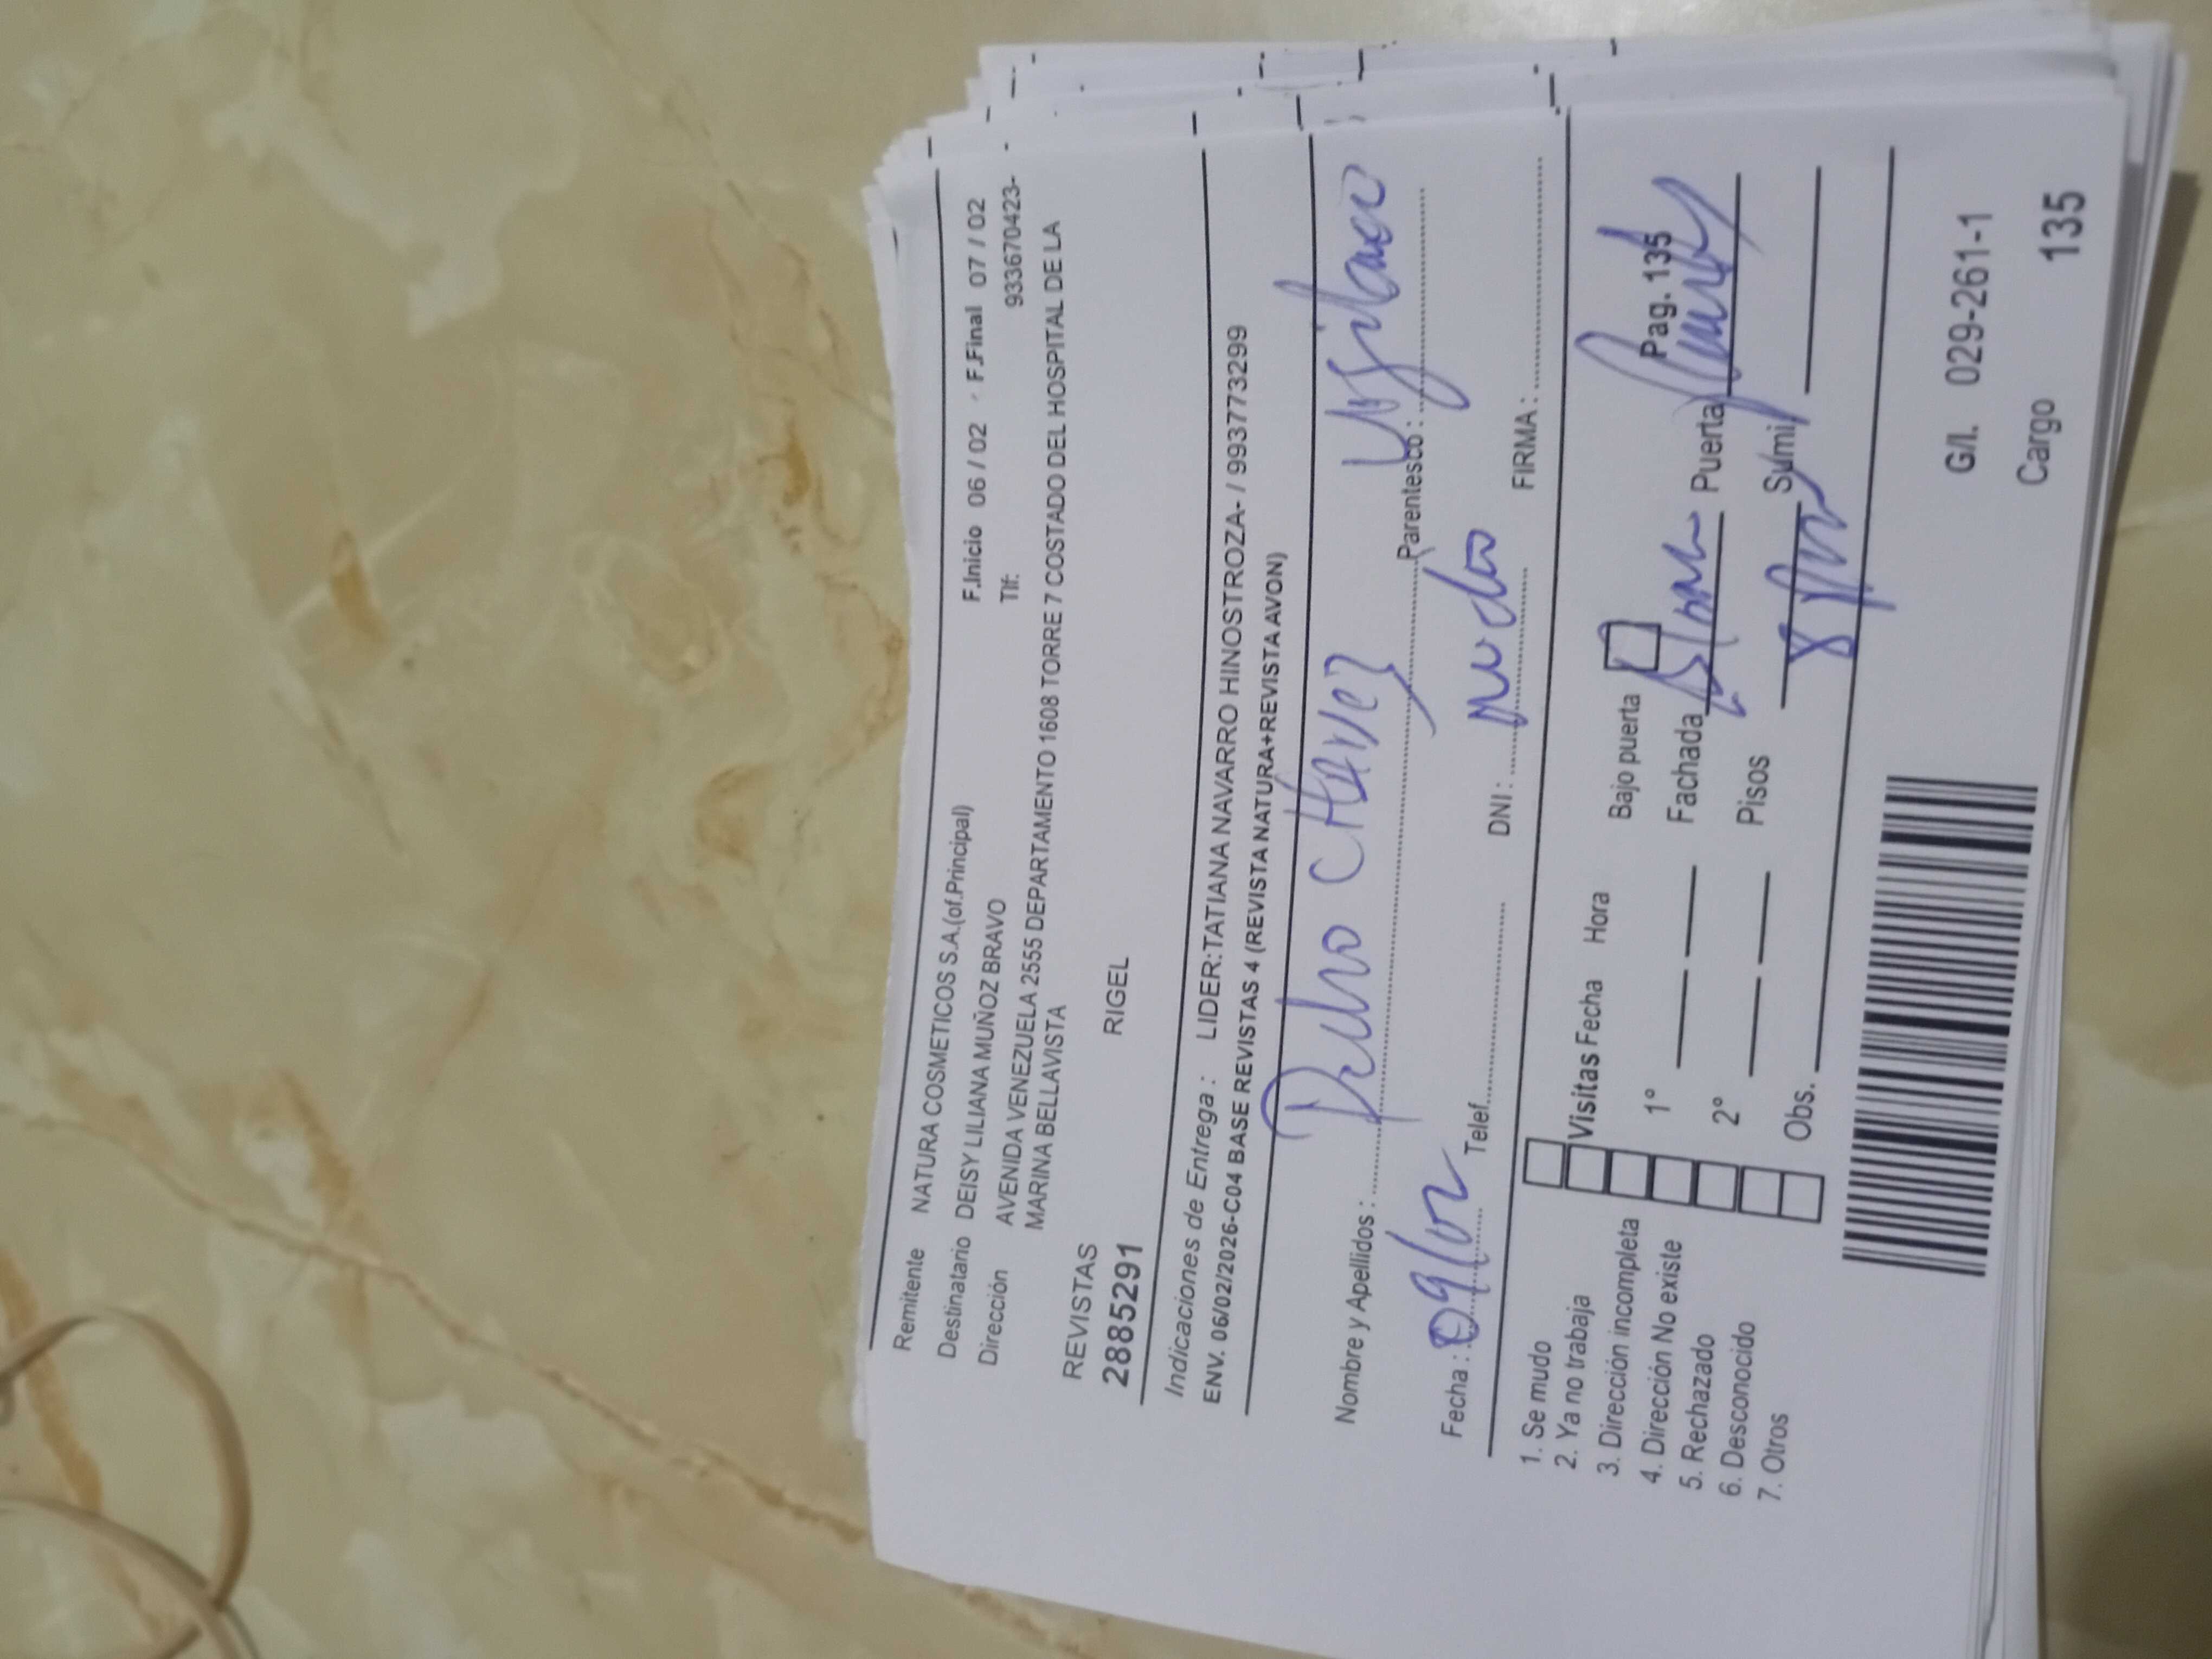 Remitente NATURA COSMETICOS S.A.(of.Principal)
Destinatario DEISY LILIANA MUÑOZ BRAVO F.Inicio 06 / 02 - F.Final 07 / 02
Dirección AVENIDA VENEZUELA 2555 DEPARTAMENTO 1608 TORRE 7 COSTADO DEL HOSPITAL DE LA
MARINA BELLAVISTA
Tlf: 933670423-
REVISTAS
2885291 RIGEL
Indicaciones de Entrega : LIDER:TATIANA NAVARRO HINOSTROZA- / 993773299
ENV. 06/02/2026-C04 BASE REVISTAS 4 (REVISTA NATURA+REVISTA AVON)
Nombre y Apellidos : Pedro CHAVEZ Parentesco : Vigilancia
Fecha : 09/02 Telef. DNI : FIRMA :
1. Se mudo
2. Ya no trabaja
3. Dirección incompleta
4. Dirección No existe
5. Rechazado
6. Desconocido
7. Otros
Visitas Fecha Hora Bajo puerta Pag. 135
1° Fachada Puerta
2° Pisos Sumi
Obs.
G/I. 029-261-1
Cargo 135